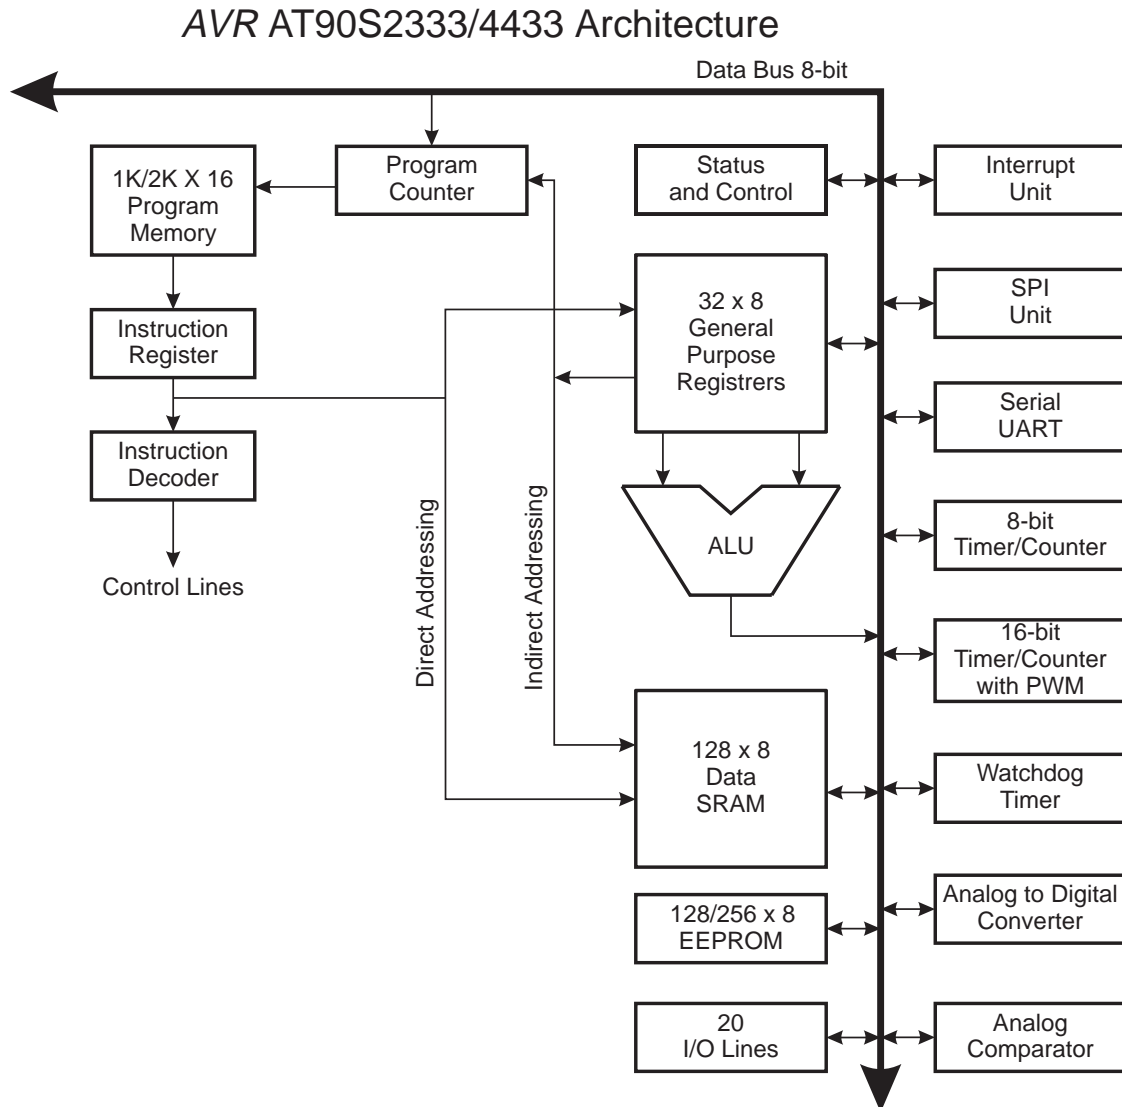 AVR AT90S2333/4433 Architecture
Data Bus 8-bit
1K/2K X 16
Program
Memory
Program
Counter
Status
and Control
Interrupt
Unit
32 x 8
General
Purpose
Registrers
SPI
Unit
Instruction
Register
Serial
UART
Instruction
Decoder
ALU
8-bit
Timer/Counter
Control Lines
Direct Addressing
Indirect Addressing
16-bit
Timer/Counter
with PWM
128 x 8
Data
SRAM
Watchdog
Timer
128/256 x 8
EEPROM
Analog to Digital
Converter
20
I/O Lines
Analog
Comparator